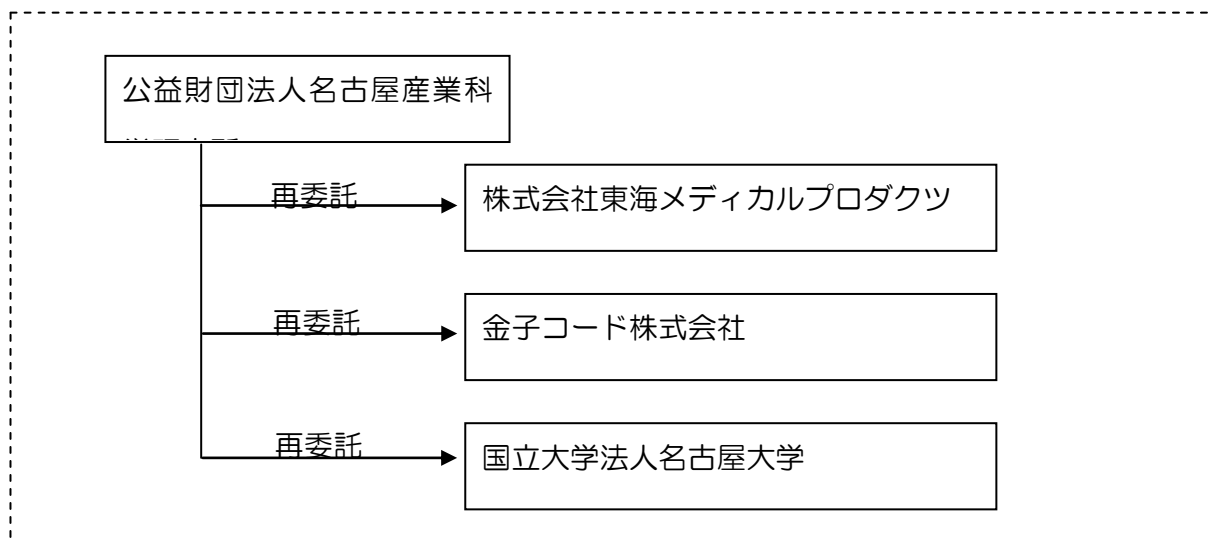 公益財団法人名古屋産業科
再委託
株式会社東海メディカルプロダクツ
再委託
金子コード株式会社
再委託
国立大学法人名古屋大学